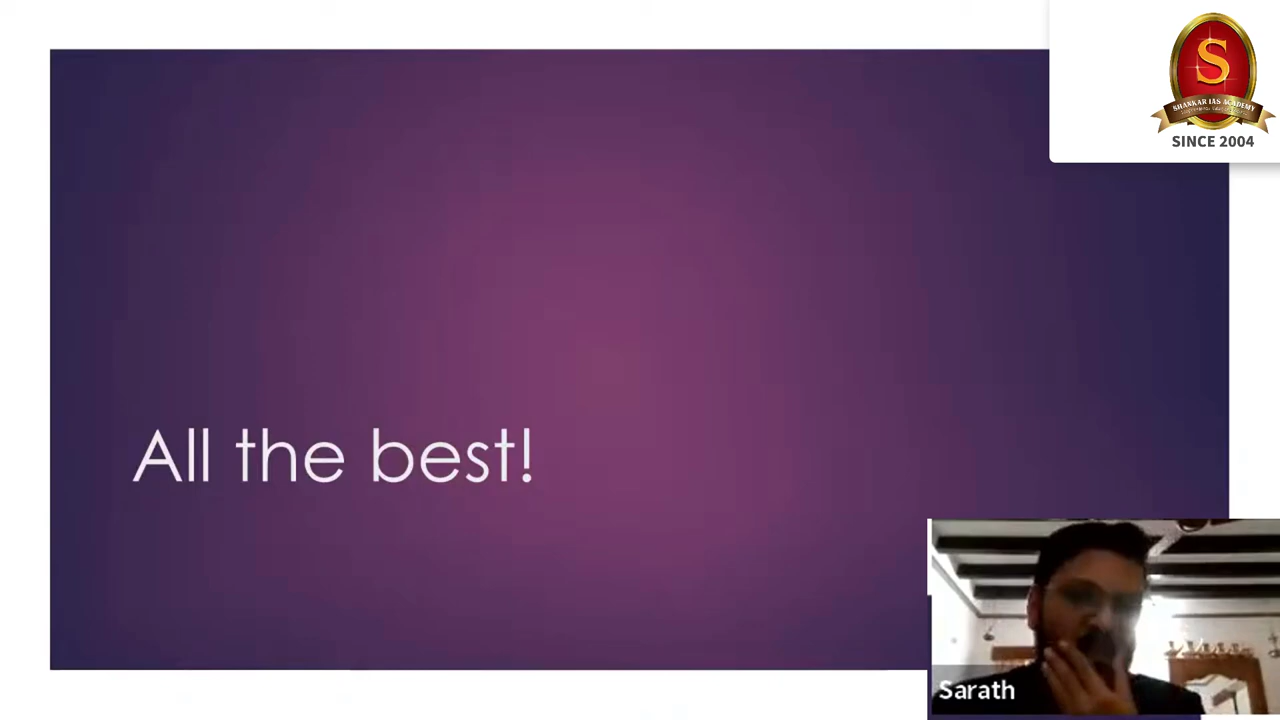 S
SHANKAR IAS ACADEMY
SINCE 2004
All the best!
Sarath